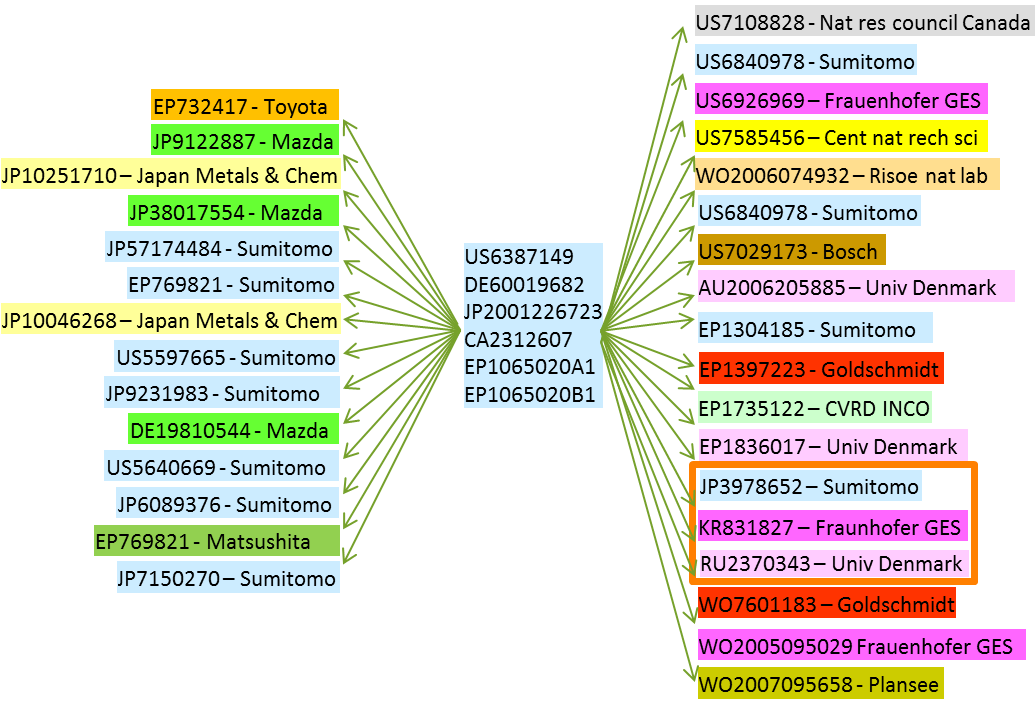 EP732417 - Toyota
JP9122887 - Mazda
JP10251710 – Japan Metals & Chem
JP38017554 - Mazda
JP57174484 - Sumitomo
EP769821 - Sumitomo
JP10046268 – Japan Metals & Chem
US5597665 - Sumitomo
JP9231983 - Sumitomo
DE19810544 - Mazda
US5640669 - Sumitomo
JP6089376 - Sumitomo
EP769821 - Matsushita
JP7150270 – Sumitomo
US6387149
DE60019682
JP2001226723
CA2312607
EP1065020A1
EP1065020B1
US7108828 - Nat res council Canada
US6840978 - Sumitomo
US6926969 – Frauenhofer GES
US7585456 – Cent nat rech sci
WO2006074932 – Risoe nat lab
US6840978 - Sumitomo
US7029173 - Bosch
AU2006205885 – Univ Denmark
EP1304185 - Sumitomo
EP1397223 - Goldschmidt
EP1735122 – CVRD INCO
EP1836017 – Univ Denmark
JP3978652 – Sumitomo
KR831827 – Fraunhofer GES
RU2370343 – Univ Denmark
WO7601183 – Goldschmidt
WO2005095029 Frauenhofer GES
WO2007095658 - Plansee